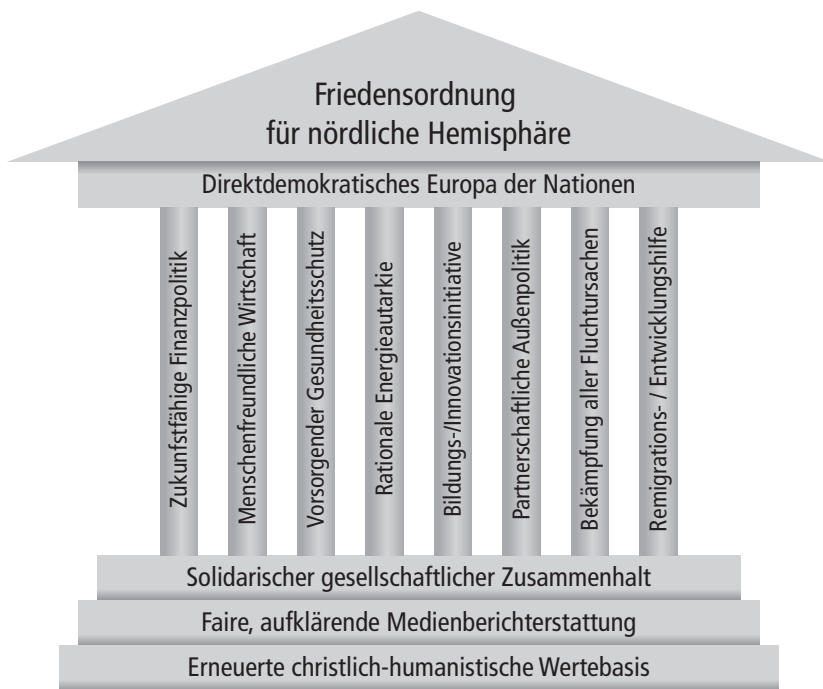 Friedensordnung
für nördliche Hemisphäre
Direktdemokratisches Europa der Nationen
Zukunfstfähige Finanzpolitik
Menschenfreundliche Wirtschaft
Vorsorgender Gesundheitsschutz
Rationale Energieautarkie
Bildungs-/Innovationsinitiative
Partnerschaftliche Außenpolitik
Bekämpfung aller Fluchtursachen
Remigrations- / Entwicklungshilfe
Solidarischer gesellschaftlicher Zusammenhalt
Faire, aufklärende Medienberichterstattung
Erneuerte christlich-humanistische Wertebasis